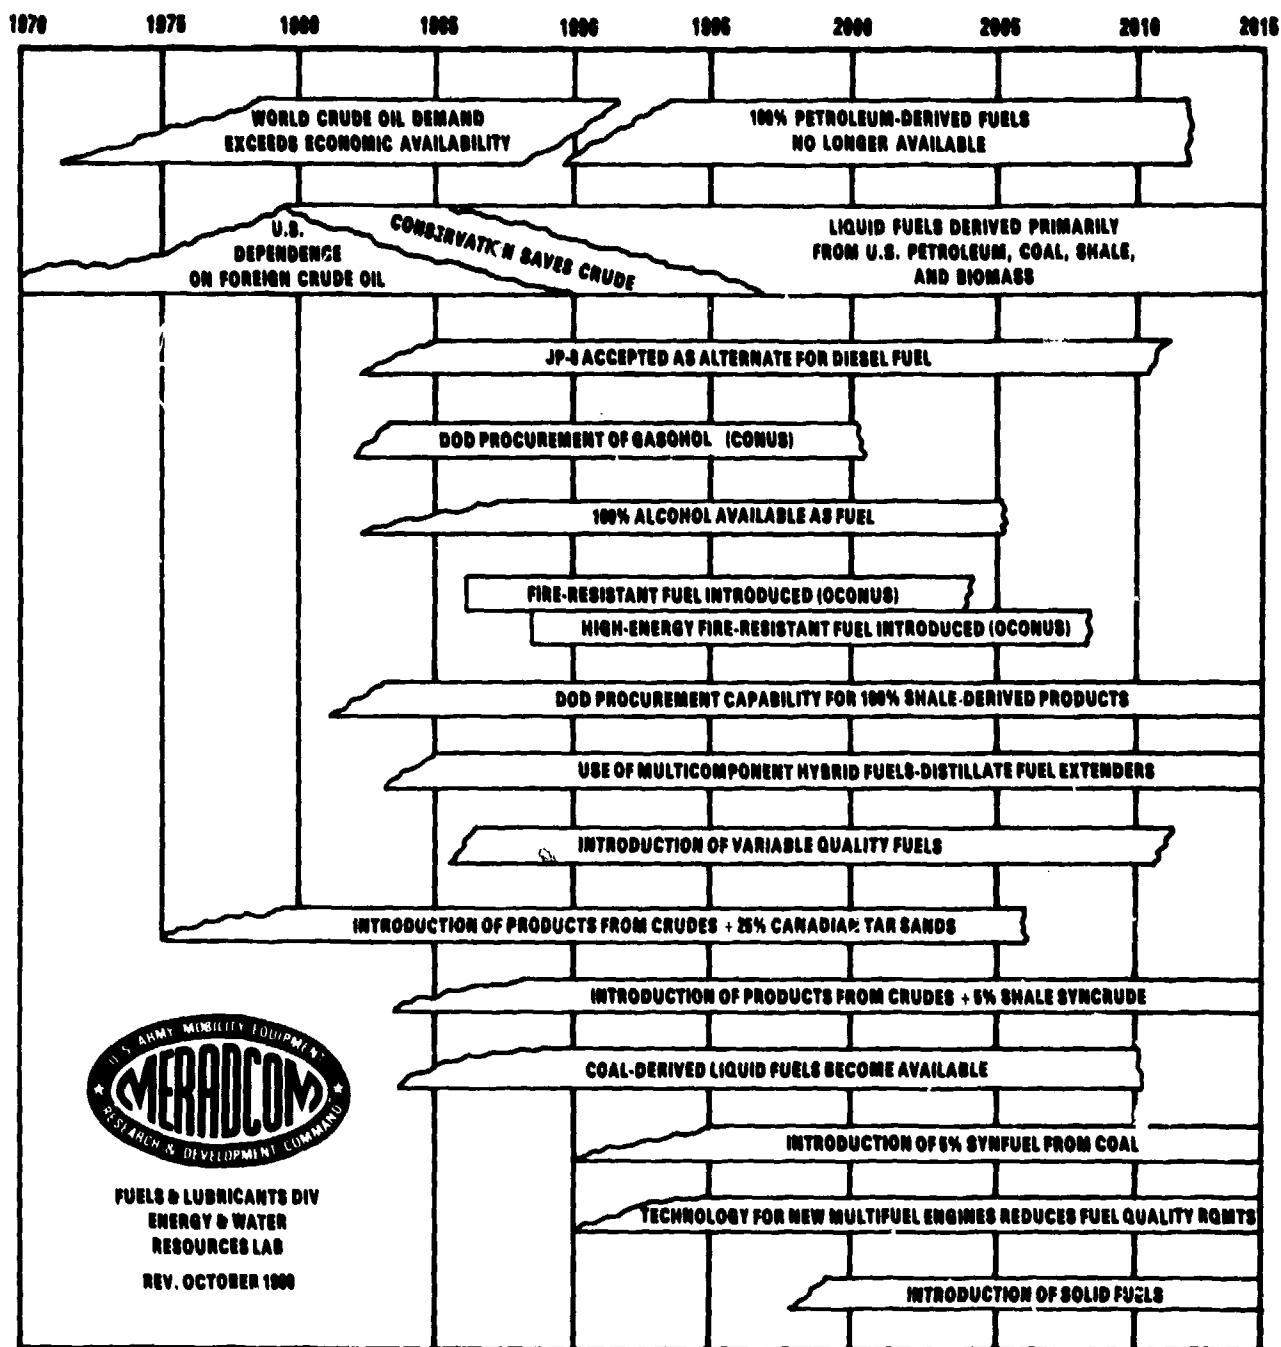 1970 1975 1980 1985 1990 1995 2000 2005 2010 2015
WORLD CRUDE OIL DEMAND
EXCEEDS ECONOMIC AVAILABILITY
100% PETROLEUM-DERIVED FUELS
NO LONGER AVAILABLE
U.S.
DEPENDENCE
ON FOREIGN CRUDE OIL
CONSERVATION SAVES CRUDE
LIQUID FUELS DERIVED PRIMARILY
FROM U.S. PETROLEUM, COAL, SHALE,
AND BIOMASS
JP-8 ACCEPTED AS ALTERNATE FOR DIESEL FUEL
DOD PROCUREMENT OF GASOHOL (CONUS)
100% ALCOHOL AVAILABLE AS FUEL
FIRE-RESISTANT FUEL INTRODUCED (OCONUS)
HIGH-ENERGY FIRE-RESISTANT FUEL INTRODUCED (OCONUS)
DOD PROCUREMENT CAPABILITY FOR 100% SHALE-DERIVED PRODUCTS
USE OF MULTICOMPONENT HYBRID FUELS-DISTILLATE FUEL EXTENDERS
INTRODUCTION OF VARIABLE QUALITY FUELS
INTRODUCTION OF PRODUCTS FROM CRUDES + 25% CANADIAN TAR SANDS
INTRODUCTION OF PRODUCTS FROM CRUDES + 5% SHALE SYNCRUDE
COAL-DERIVED LIQUID FUELS BECOME AVAILABLE
INTRODUCTION OF 5% SYNFUEL FROM COAL
TECHNOLOGY FOR NEW MULTIFUEL ENGINES REDUCES FUEL QUALITY RQMTS
INTRODUCTION OF SOLID FUELS
U.S. ARMY MOBILITY EQUIPMENT
MERADCOM
RESEARCH & DEVELOPMENT COMMAND
FUELS & LUBRICANTS DIV
ENERGY & WATER
RESOURCES LAB
REV. OCTOBER 1980